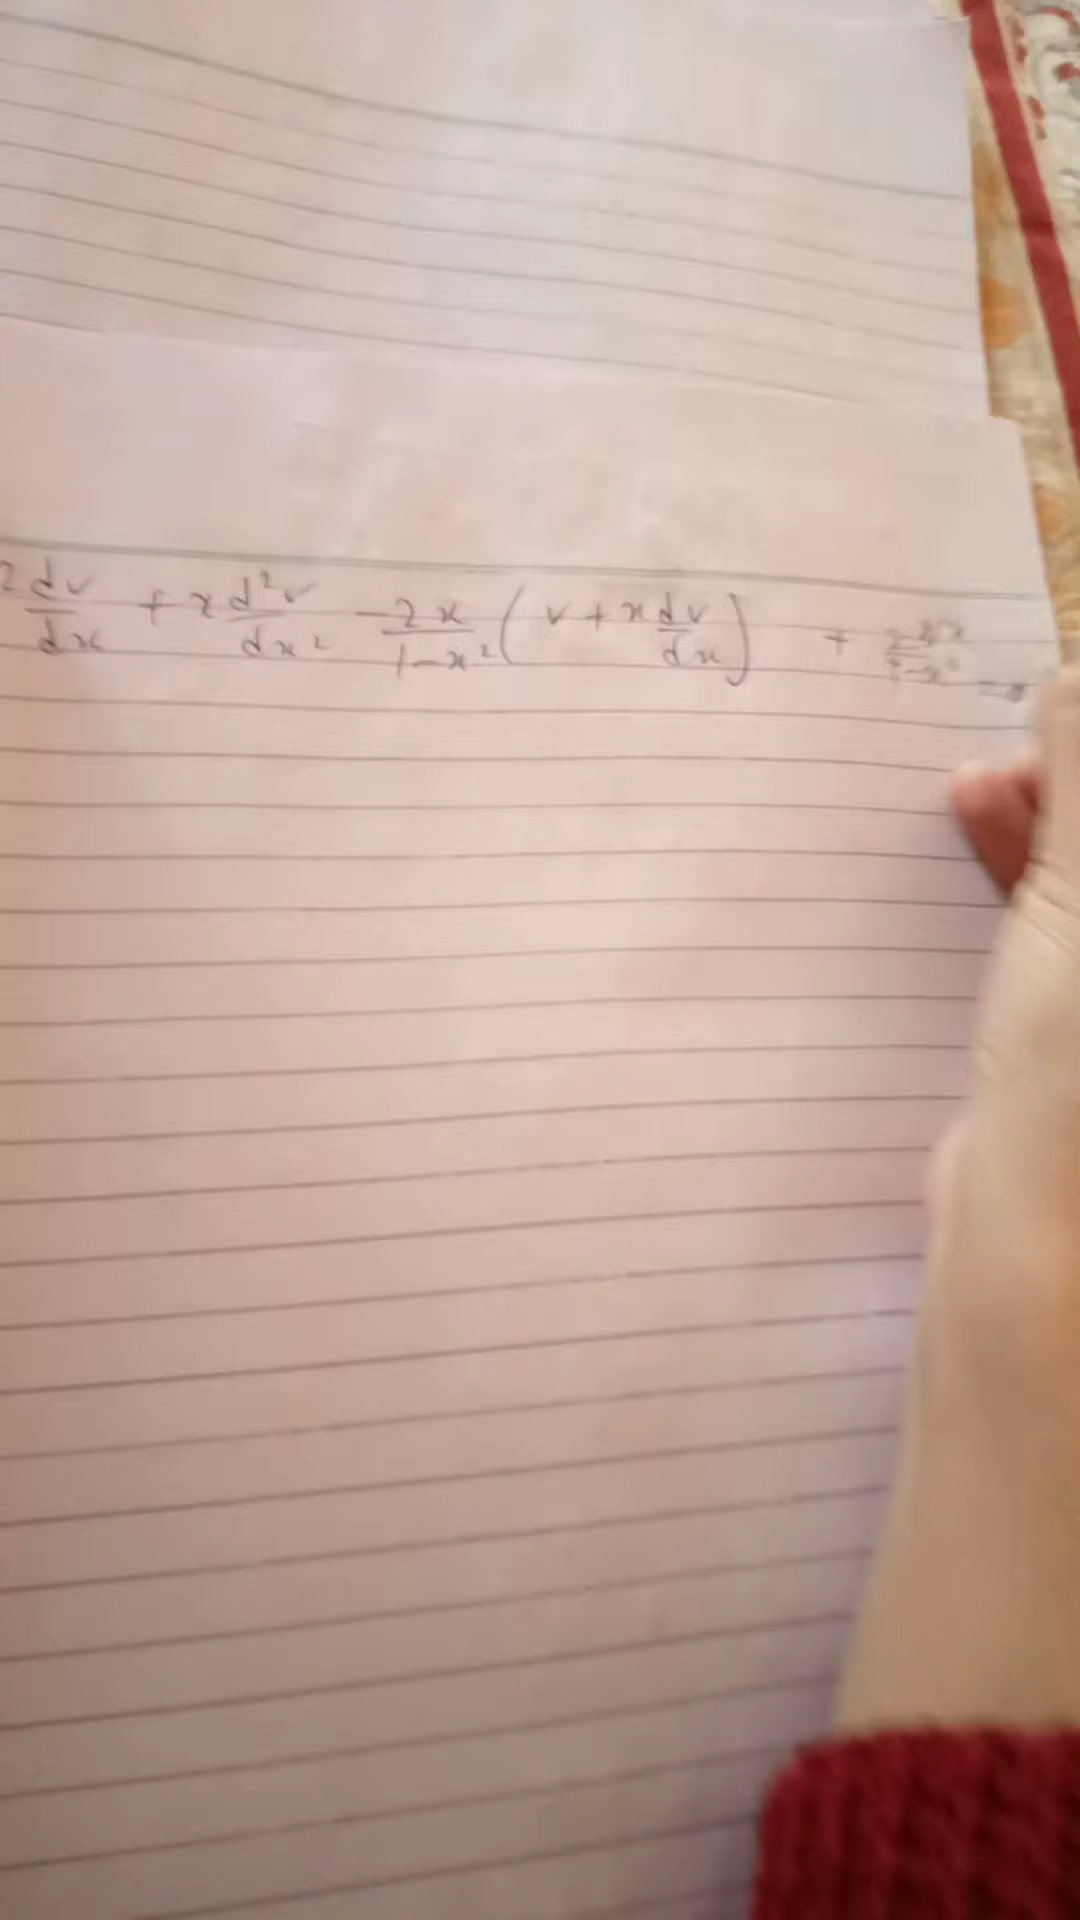 2 dv/dx + x d²v/dx² - 2x/1-x² ( v + x dv/dx ) +